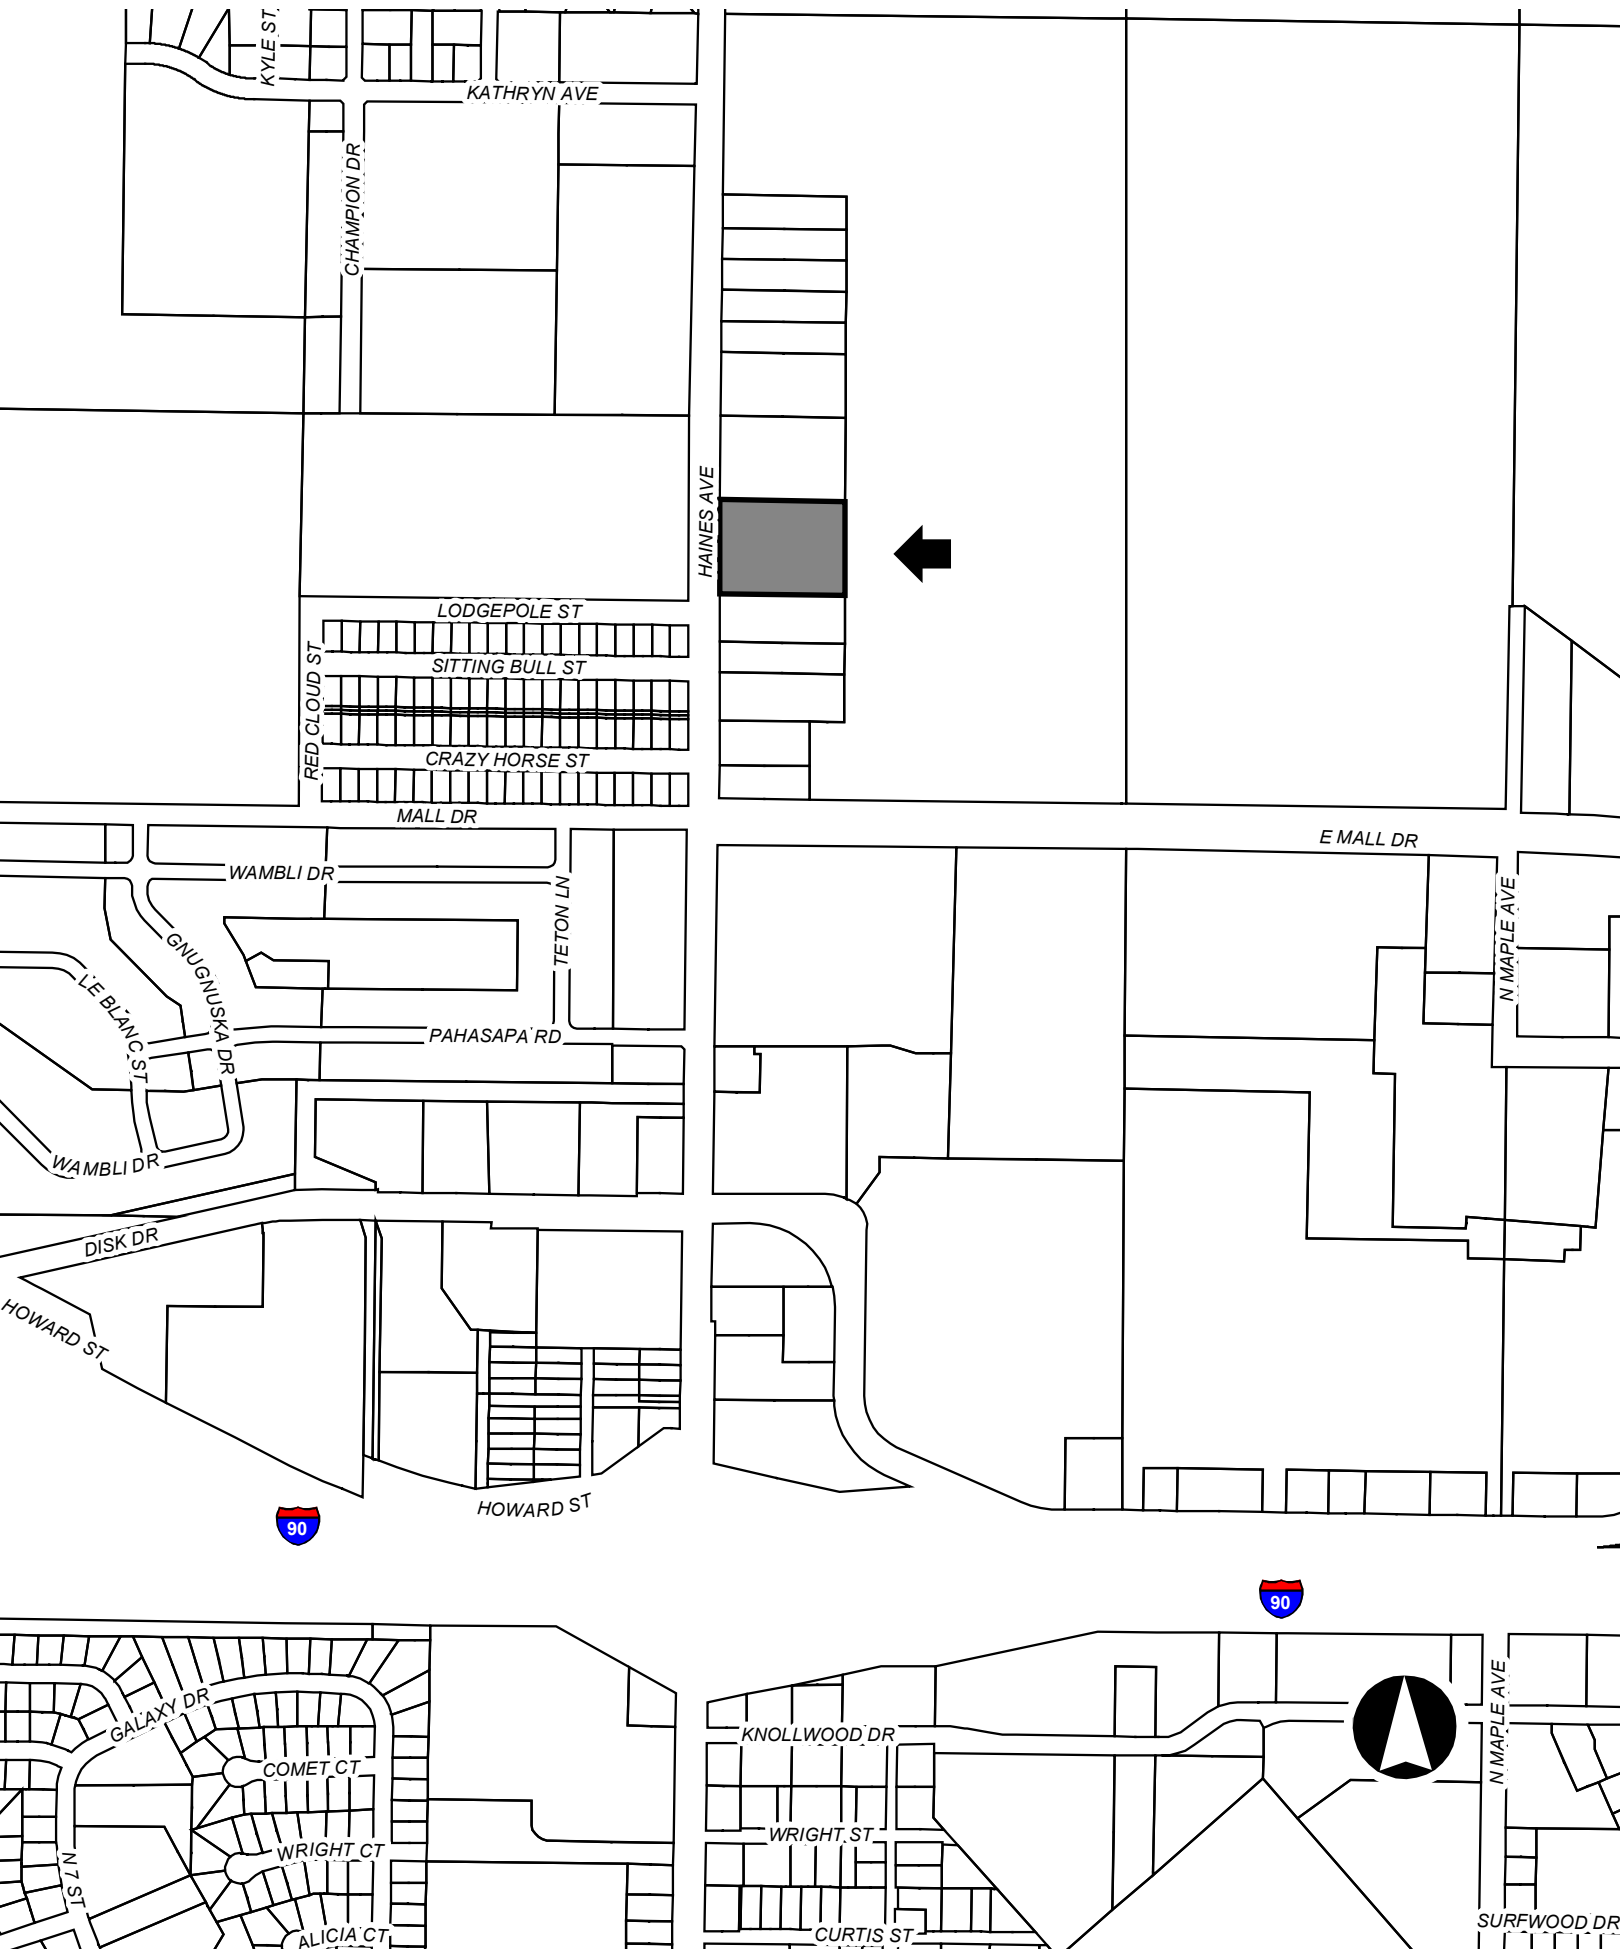 KYLE ST
KATHRYN AVE
CHAMPION DR
HAINES AVE
LODGEPOLE ST
SITTING BULL ST
RED CLOUD ST
CRAZY HORSE ST
MALL DR
E MALL DR
WAMBLI DR
TETON LN
N MAPLE AVE
GNUGNUSKA DR
LE BLANC ST
PAHASAPA RD
WAMBLI DR
DISK DR
HOWARD ST
HOWARD ST
90
90
N MAPLE AVE
GALAXY DR
KNOLLWOOD DR
COMET CT
WRIGHT ST
WRIGHT CT
N 7 ST
SURFWOOD DR
ALICIA CT
CURTIS ST